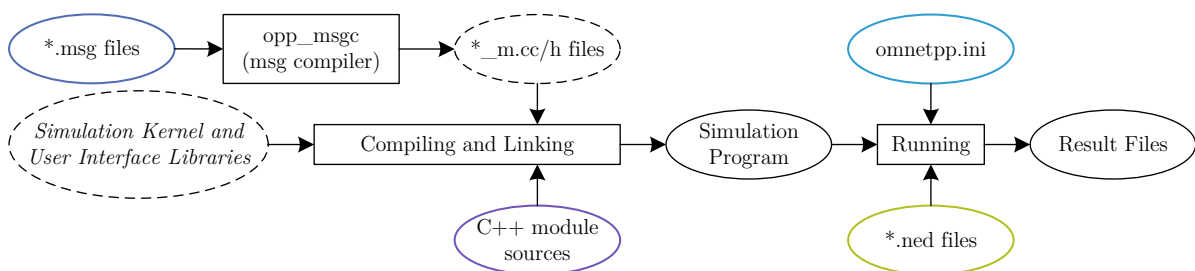 *.msg files
opp_msgc
(msg compiler)
*_m.cc/h files
omnetpp.ini
Simulation Kernel and
User Interface Libraries
Compiling and Linking
Simulation
Program
Running
Result Files
C++ module
sources
*.ned files